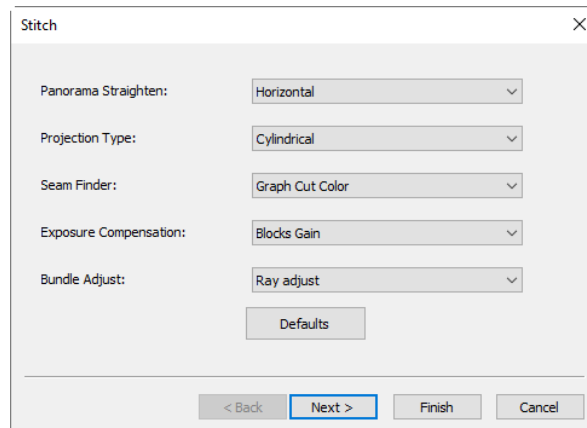 Stitch
Panorama Straighten: Horizontal
Projection Type: Cylindrical
Seam Finder: Graph Cut Color
Exposure Compensation: Blocks Gain
Bundle Adjust: Ray adjust
Defaults
< Back Next > Finish Cancel